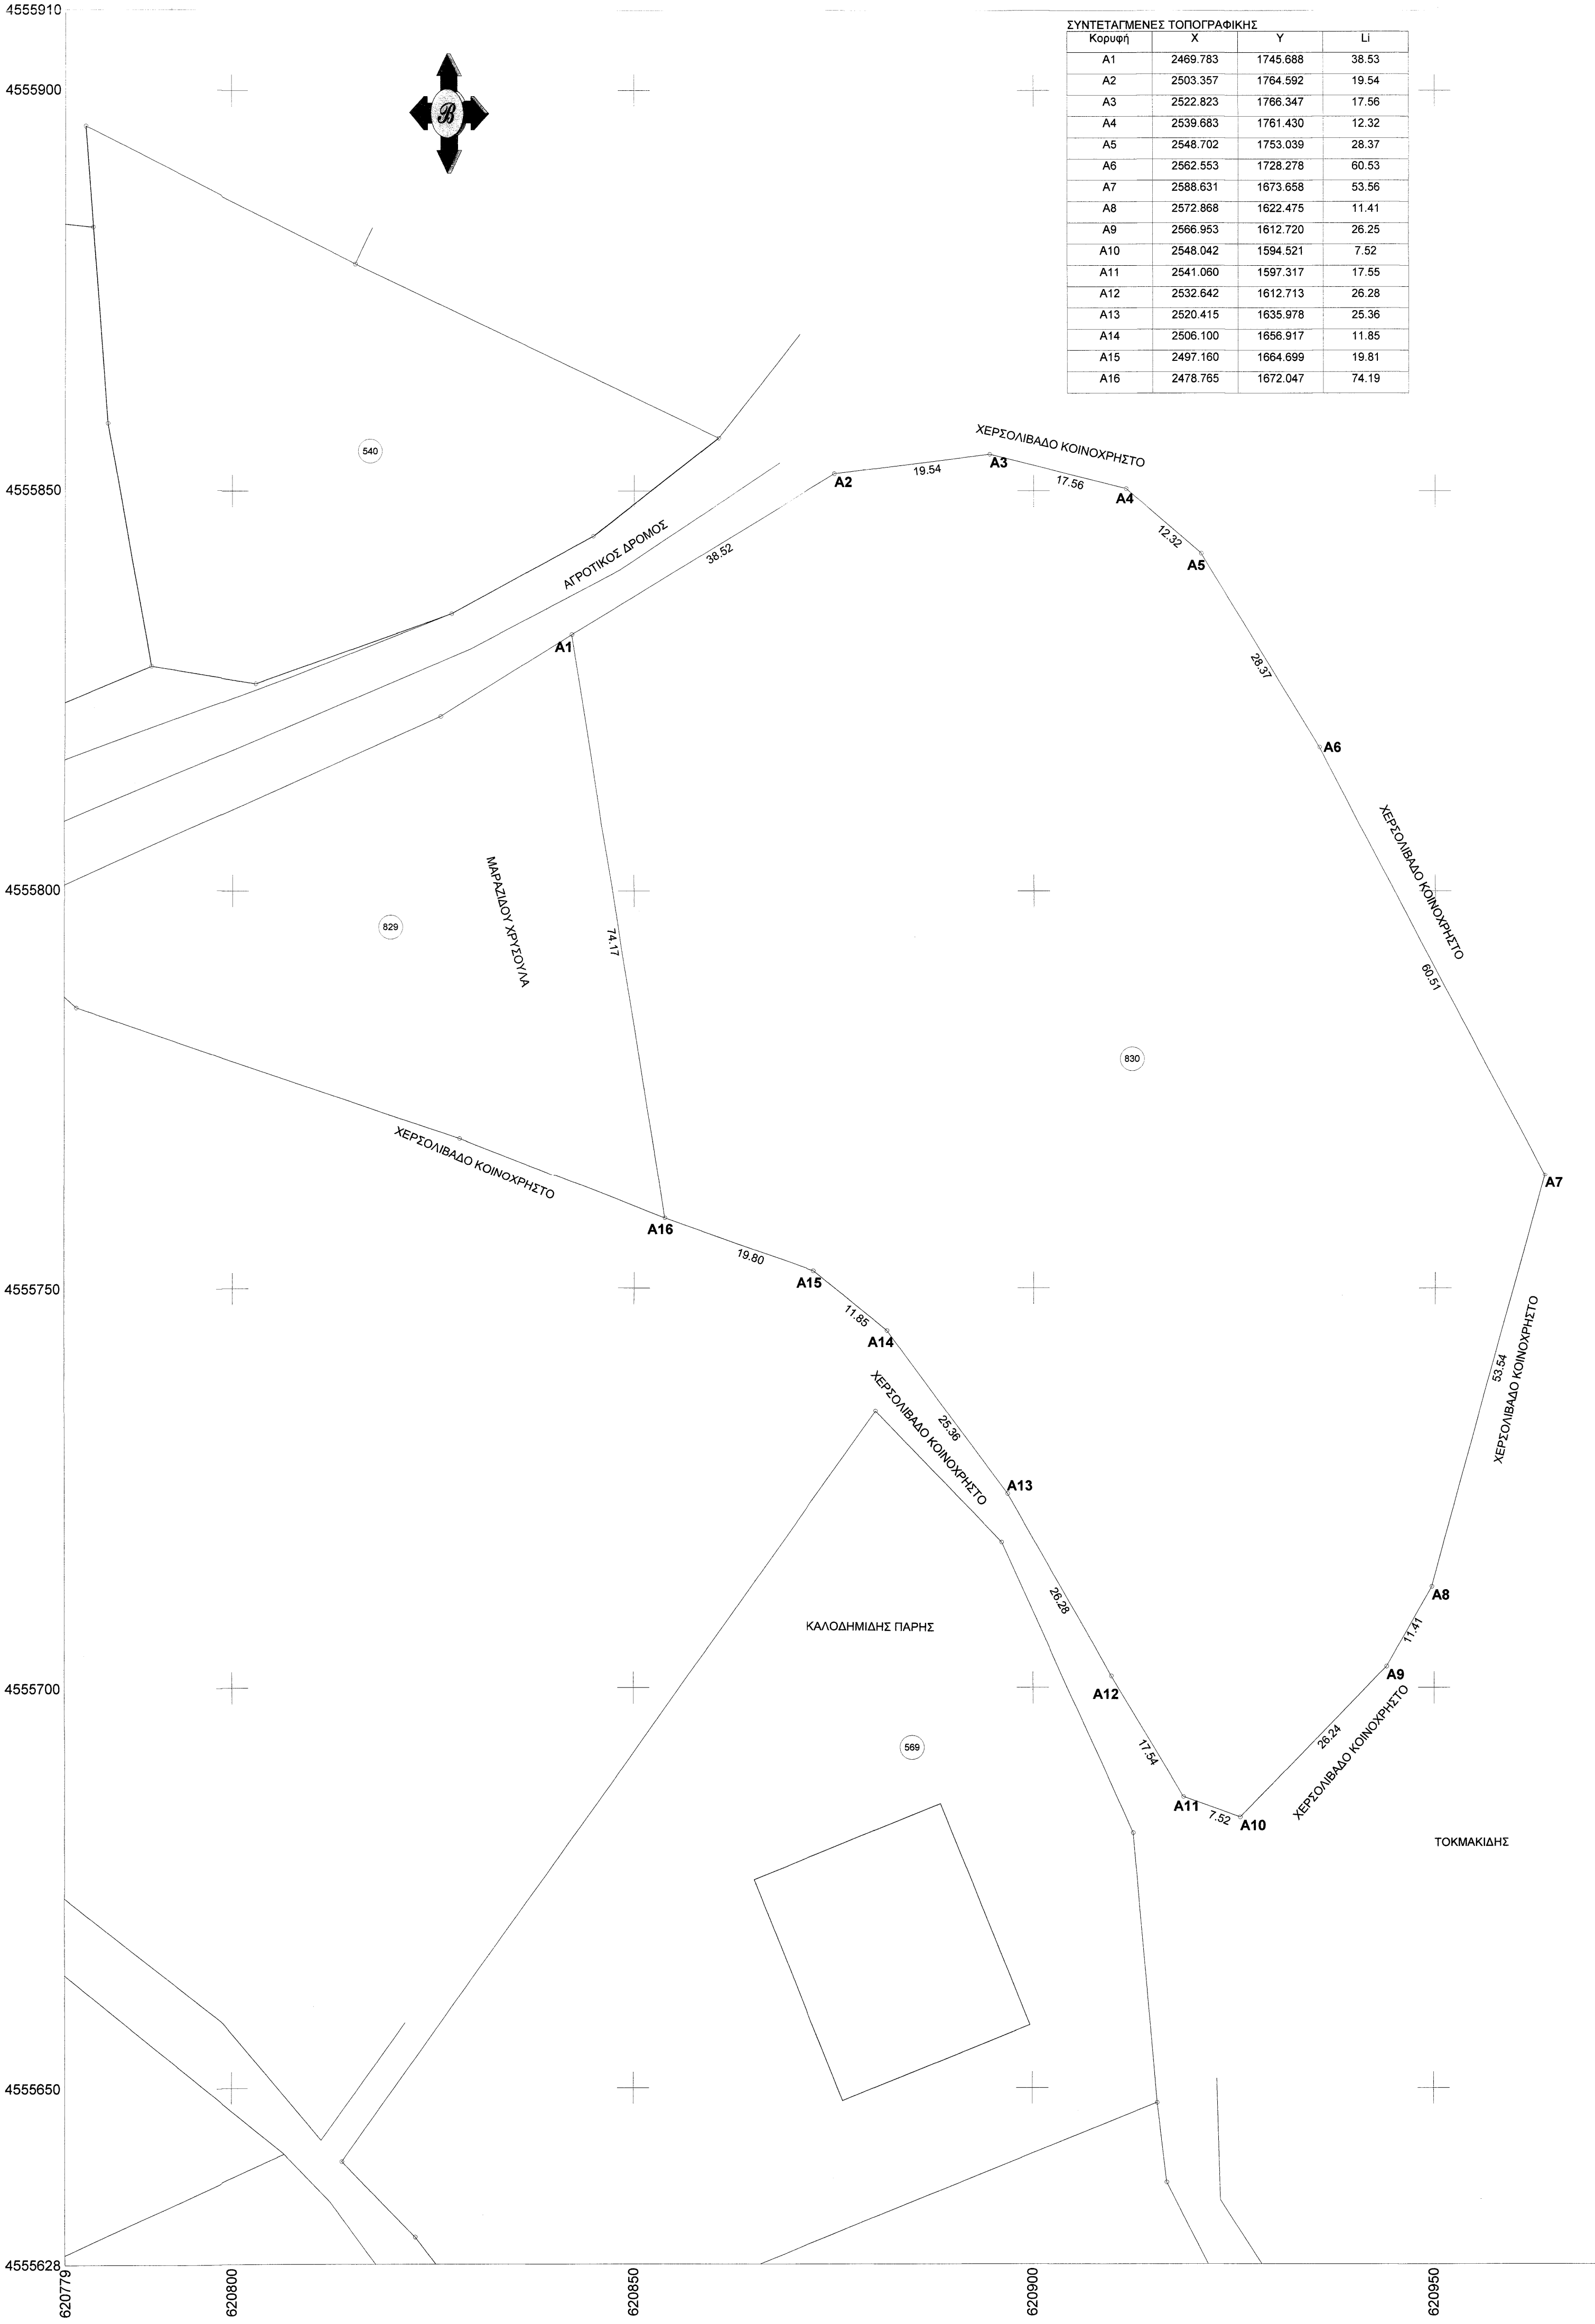 4555910
ΣΥΝΤΕΤΑΓΜΕΝΕΣ ΤΟΠΟΓΡΑΦΙΚΗΣ
Κορυφή X Y Li
A1 2469.783 1745.688 38.53
A2 2503.357 1764.592 19.54
A3 2522.823 1766.347 17.56
A4 2539.683 1761.430 12.32
A5 2548.702 1753.039 28.37
A6 2562.553 1728.278 60.53
A7 2588.631 1673.658 53.56
A8 2572.868 1622.475 11.41
A9 2566.953 1612.720 26.25
A10 2548.042 1594.521 7.52
A11 2541.060 1597.317 17.55
A12 2532.642 1612.713 26.28
A13 2520.415 1635.978 25.36
A14 2506.100 1656.917 11.85
A15 2497.160 1664.699 19.81
A16 2478.765 1672.047 74.19
4555900
B
ΧΕΡΣΟΛΙΒΑΔΟ ΚΟΙΝΟΧΡΗΣΤΟ
540
A3
19.54
A2
17.56
4555850
A4
12.32
ΑΓΡΟΤΙΚΟΣ ΔΡΟΜΟΣ
38.52
A5
A1
28.37
A6
ΧΕΡΣΟΛΙΒΑΔΟ ΚΟΙΝΟΧΡΗΣΤΟ
4555800
829
ΜΑΡΑΖΙΔΟΥ ΧΡΥΣΟΥΛΑ
74.17
60.51
830
ΧΕΡΣΟΛΙΒΑΔΟ ΚΟΙΝΟΧΡΗΣΤΟ
A7
A16
19.80
A15
4555750
11.85
A14
53.54
ΧΕΡΣΟΛΙΒΑΔΟ ΚΟΙΝΟΧΡΗΣΤΟ
ΧΕΡΣΟΛΙΒΑΔΟ ΚΟΙΝΟΧΡΗΣΤΟ
25.36
A13
A8
26.28
11.41
ΚΑΛΟΔΗΜΙΔΗΣ ΠΑΡΗΣ
A9
4555700
A12
26.24
ΧΕΡΣΟΛΙΒΑΔΟ ΚΟΙΝΟΧΡΗΣΤΟ
569
17.54
A11
7.52
A10
ΤΟΚΜΑΚΙΔΗΣ
4555650
4555628
620779
620800
620850
620900
620950